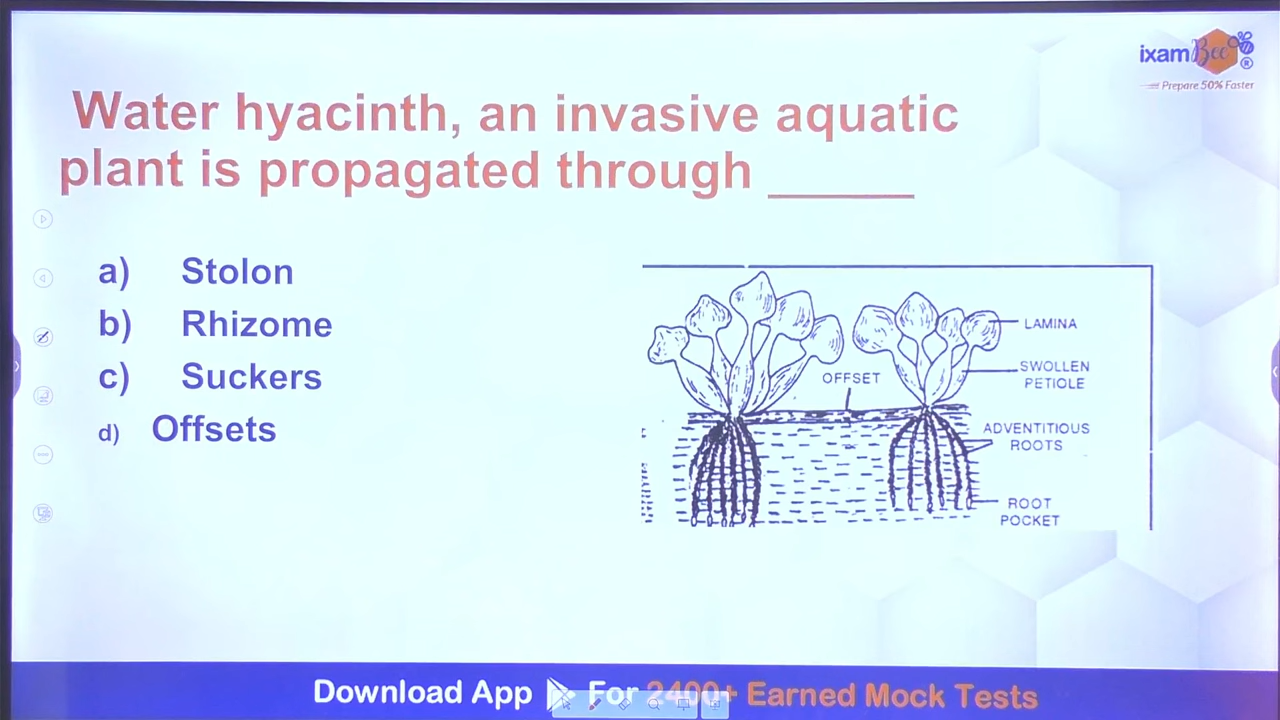 ixamBee
®
Prepare 50% Faster
Water hyacinth, an invasive aquatic
plant is propagated through ______
a) Stolon
b) Rhizome
c) Suckers
d) Offsets
LAMINA
OFFSET
SWOLLEN
PETIOLE
ADVENTITIOUS
ROOTS
ROOT
POCKET
Download App For 2400+ Earned Mock Tests